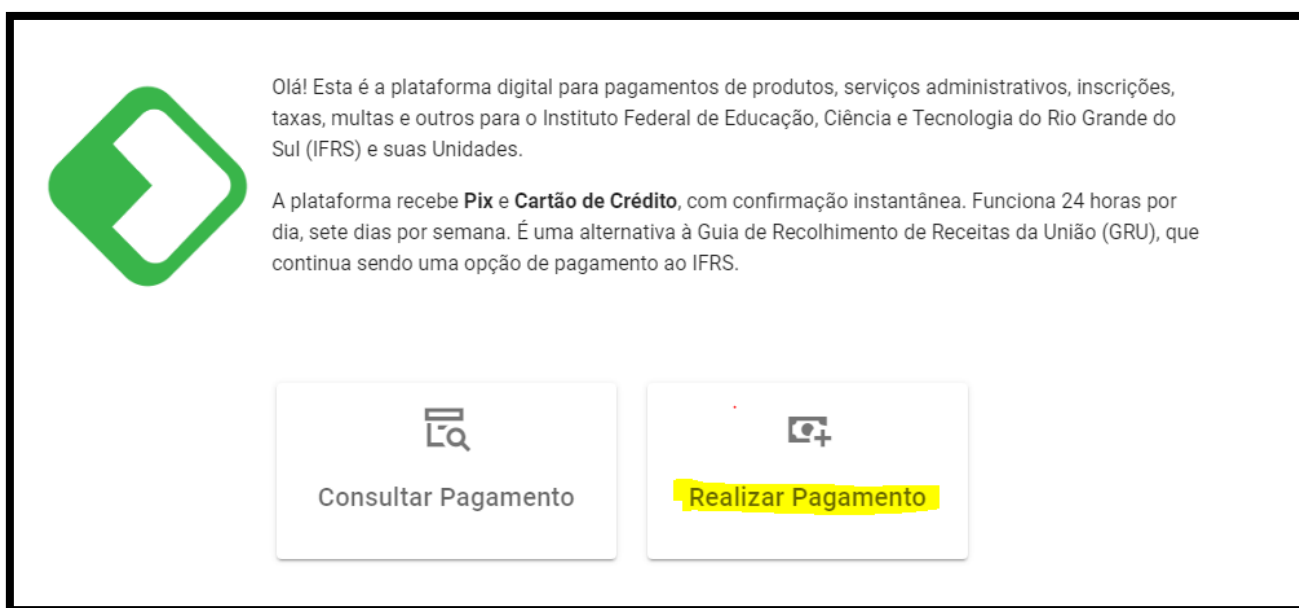 Olá! Esta é a plataforma digital para pagamentos de produtos, serviços administrativos, inscrições,
taxas, multas e outros para o Instituto Federal de Educação, Ciência e Tecnologia do Rio Grande do
Sul (IFRS) e suas Unidades.
A plataforma recebe Pix e Cartão de Crédito, com confirmação instantânea. Funciona 24 horas por
dia, sete dias por semana. É uma alternativa à Guia de Recolhimento de Receitas da União (GRU), que
continua sendo uma opção de pagamento ao IFRS.
Consultar Pagamento
Realizar Pagamento